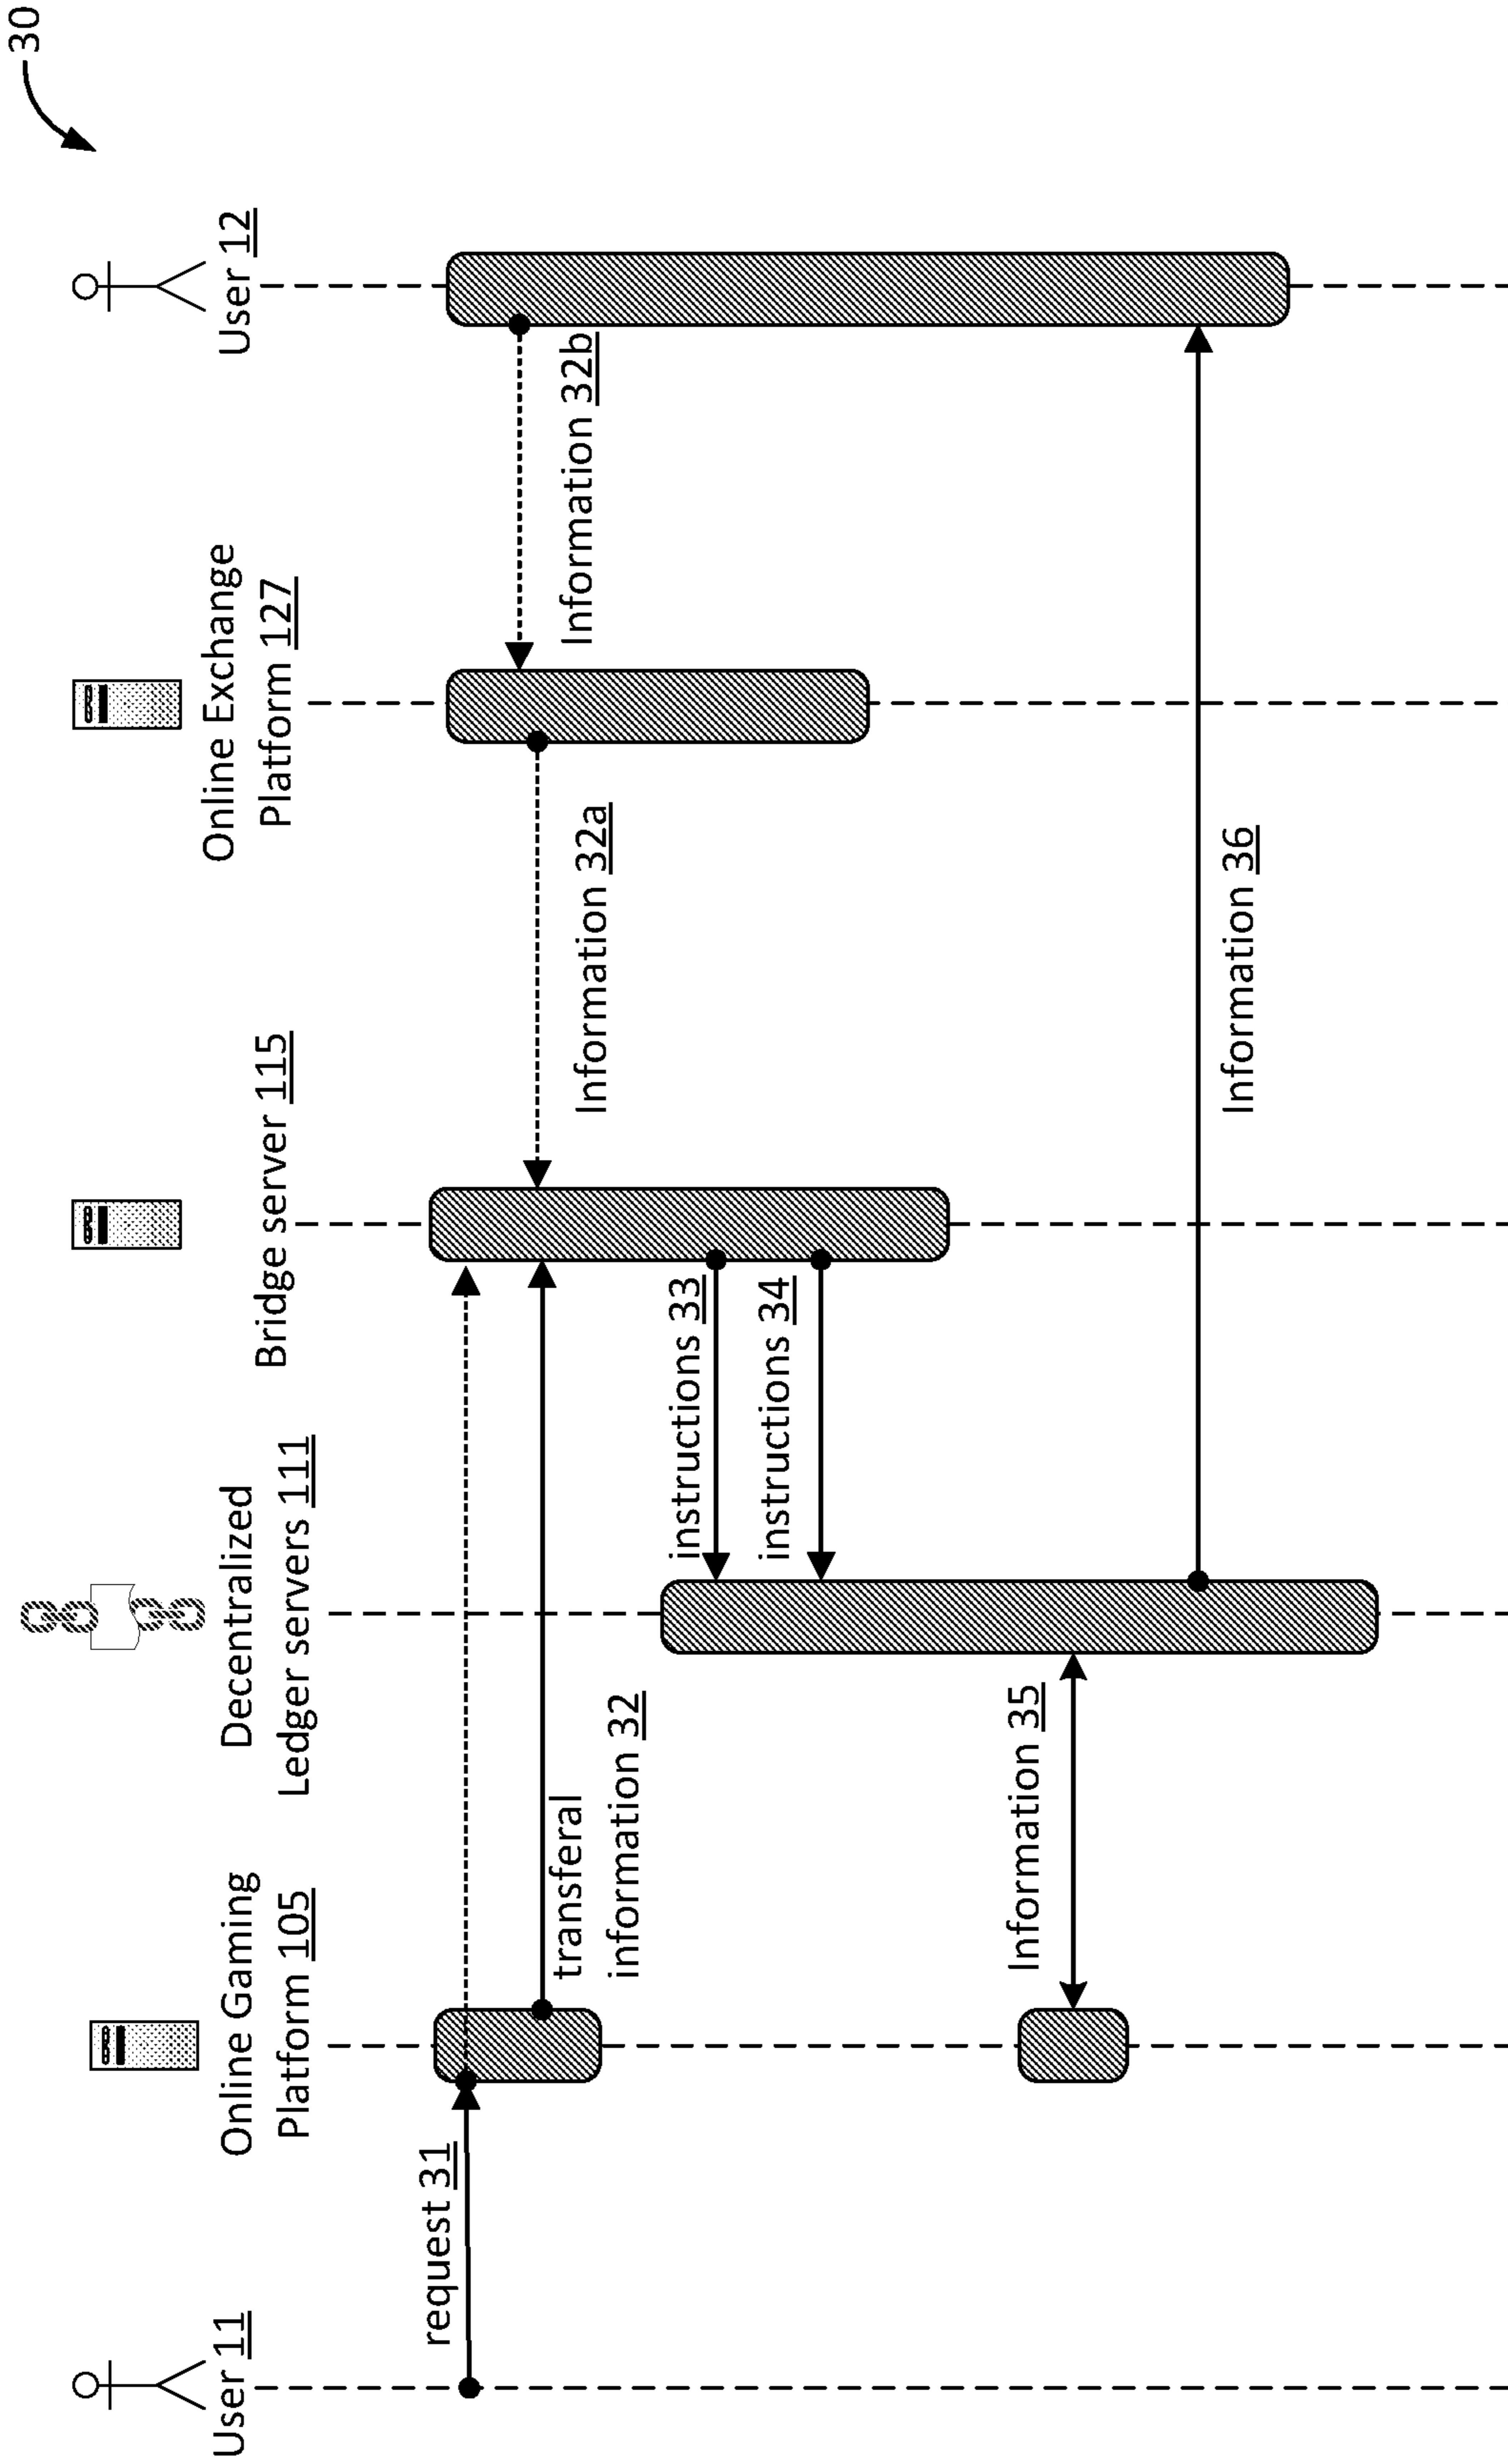 30
User 11
Online Gaming
Platform 105
Decentralized
Ledger servers 111
Bridge server 115
Online Exchange
Platform 127
User 12
request 31
transferal
information 32
Information 32a
Information 32b
instructions 33
instructions 34
Information 35
Information 36